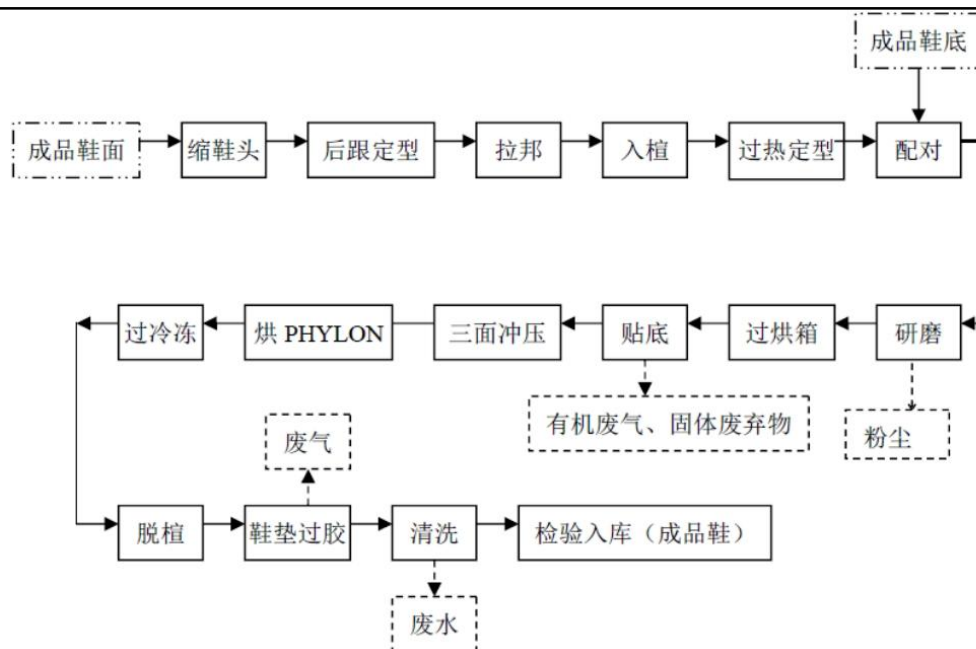 成品鞋底
成品鞋面
缩鞋头
后跟定型
拉邦
入楦
过热定型
配对
过冷冻
烘 PHYLON
三面冲压
贴底
过烘箱
研磨
有机废气、固体废弃物
粉尘
废气
脱楦
鞋垫过胶
清洗
检验入库（成品鞋）
废水